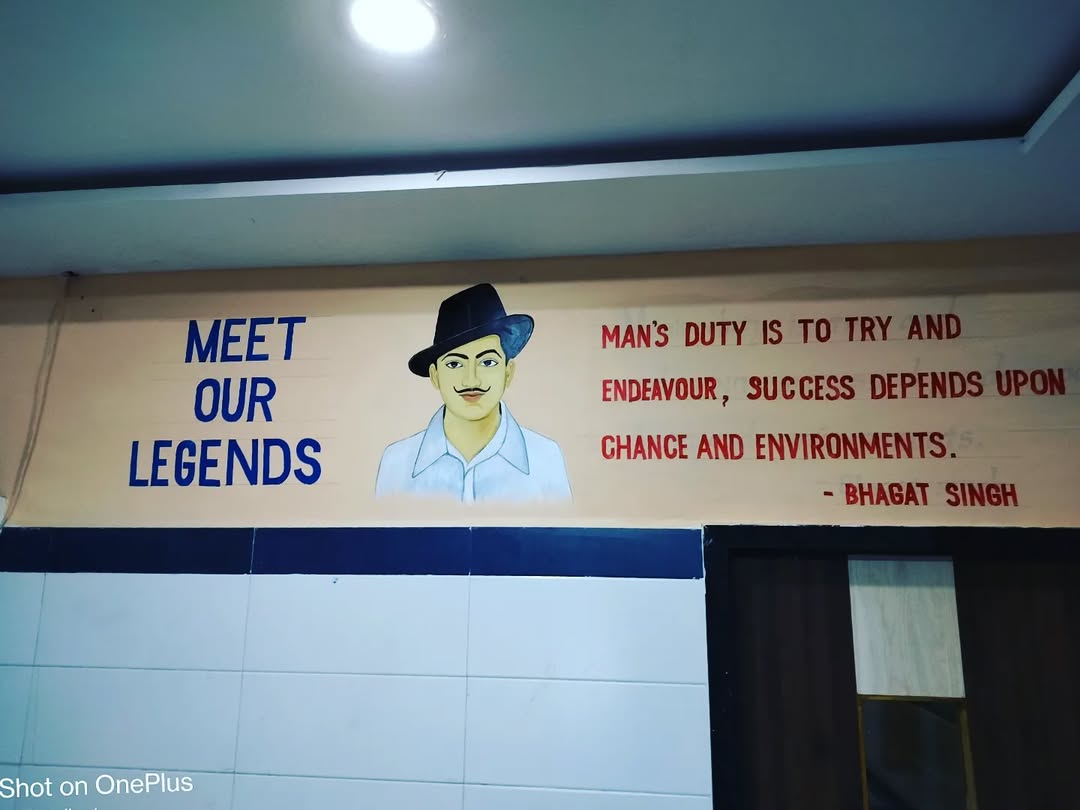 MEET
OUR
LEGENDS
MAN'S DUTY IS TO TRY AND
ENDEAVOUR, SUCCESS DEPENDS UPON
CHANCE AND ENVIRONMENTS.
- BHAGAT SINGH
Shot on OnePlus